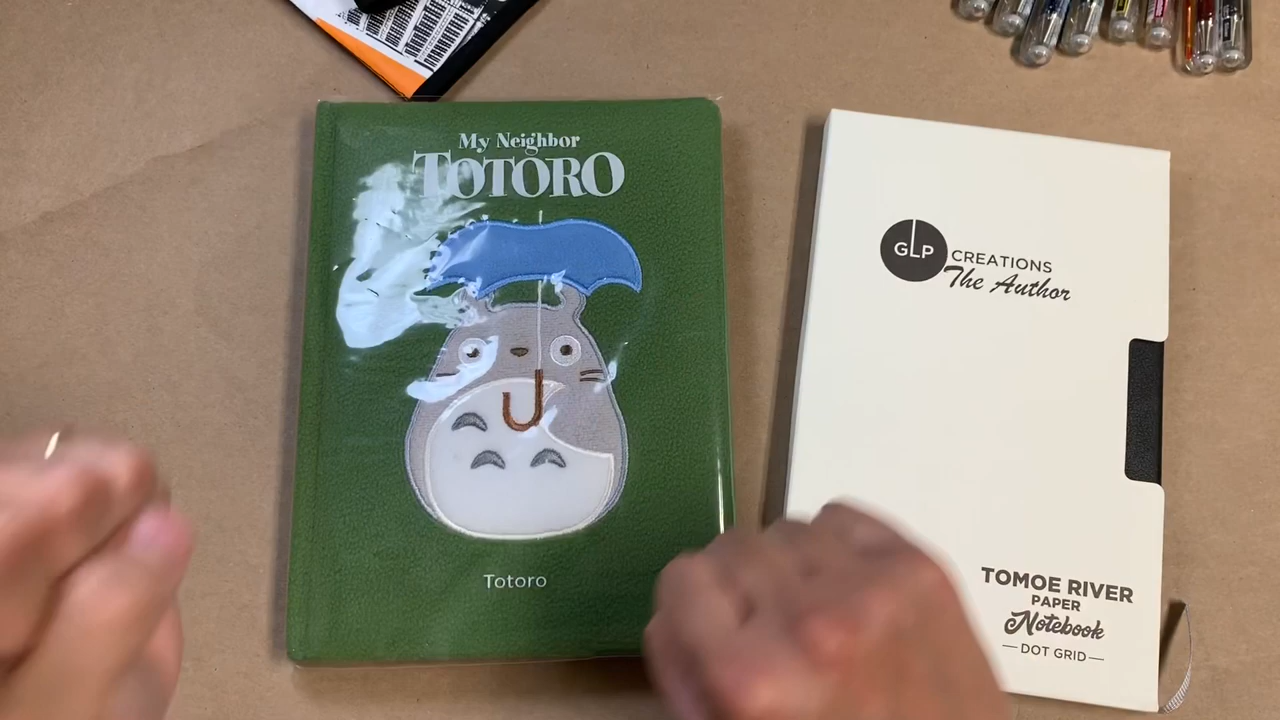 My Neighbor
TOTORO
Totoro
GLP
CREATIONS
The Author
TOMOE RIVER
PAPER
Notebook
— DOT GRID —